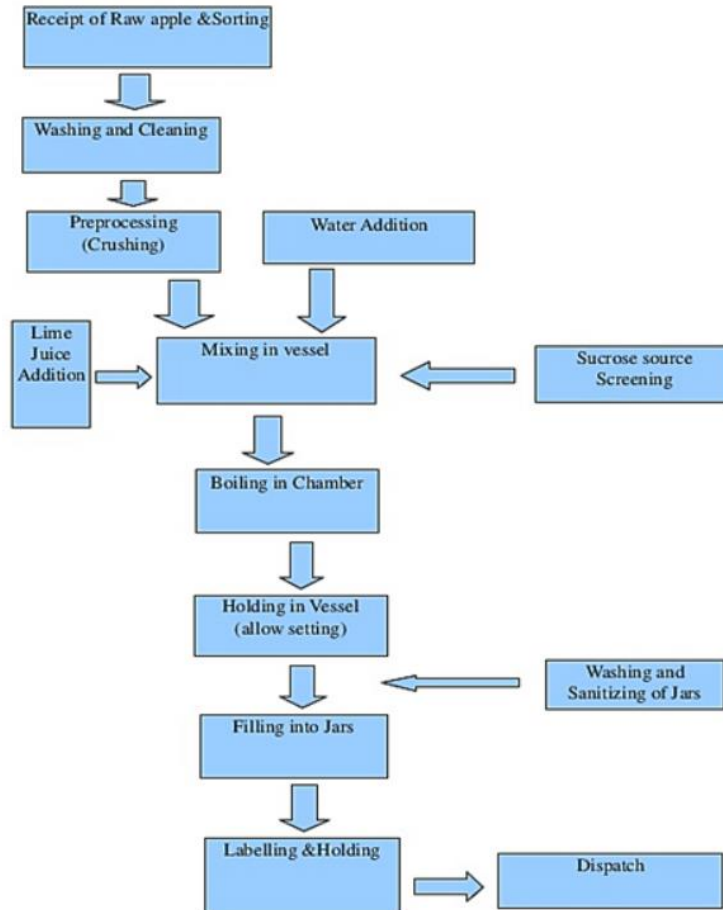 Receipt of Raw apple &Sorting
Washing and Cleaning
Preprocessing
(Crushing)
Water Addition
Lime
Juice
Addition
Mixing in vessel
Sucrose source
Screening
Boiling in Chamber
Holding in Vessel
(allow setting)
Washing and
Sanitizing of Jars
Filling into Jars
Labelling &Holding
Dispatch